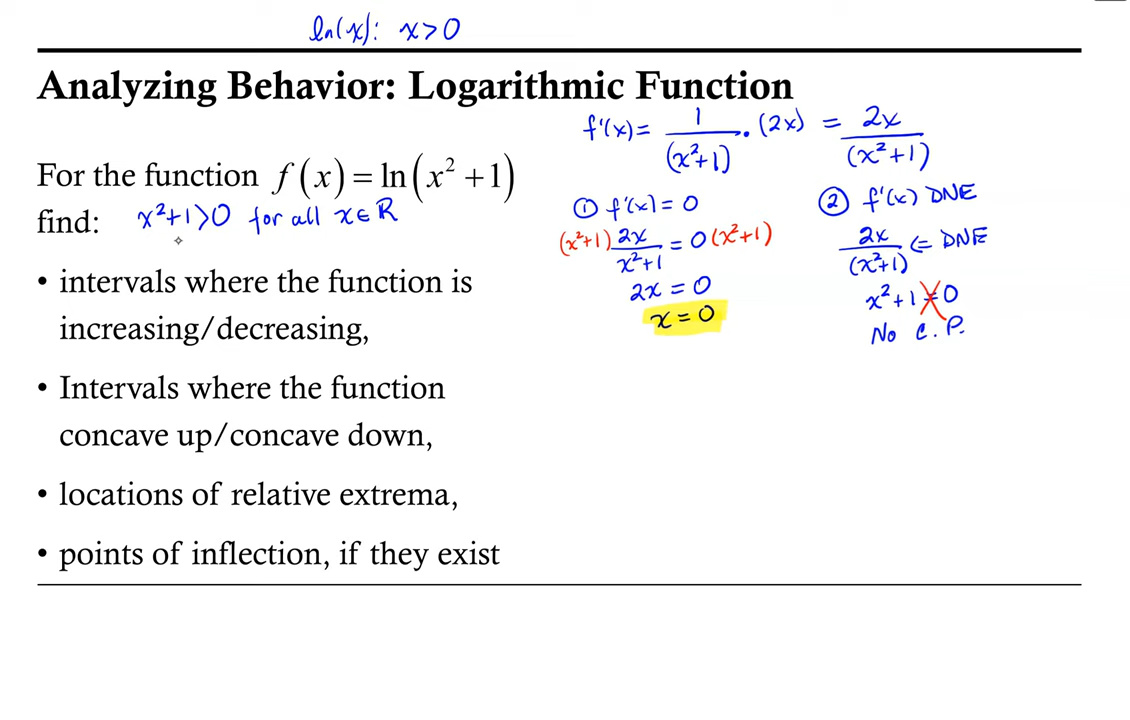 ln(x): x>0
Analyzing Behavior: Logarithmic Function
For the function f(x) = ln(x² + 1)
find: x²+1>0 for all x∈ℝ
• intervals where the function is
increasing/decreasing,
• Intervals where the function
concave up/concave down,
• locations of relative extrema,
• points of inflection, if they exist
f'(x) = 1/(x²+1) · (2x) = 2x/(x²+1)
① f'(x) = 0
(x²+1) 2x/(x²+1) = 0 (x²+1)
2x = 0
x = 0
② f'(x) DNE
2x/(x²+1) ⇐ DNE
x²+1 = 0
No C.P.